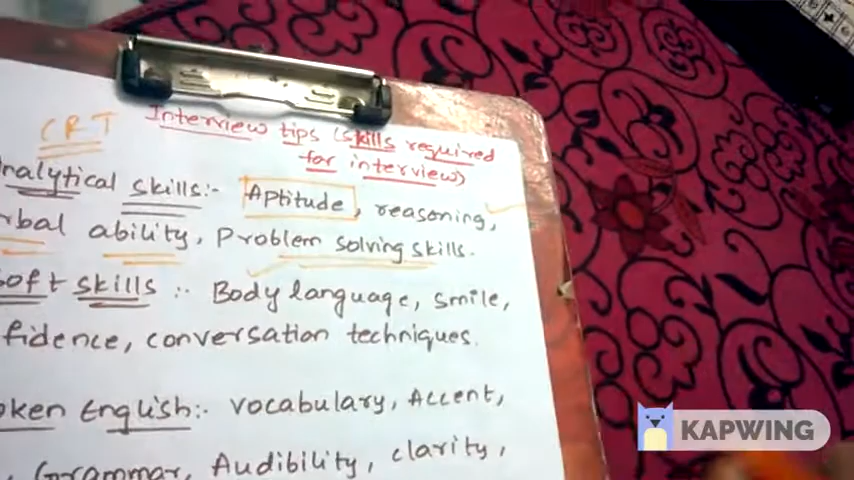 CRT
Interview tips (skills required
for interview)
nalytical skills:- Aptitude, reasoning,
rbal ability, Problem solving skills.
oft skills :- Body language, smile,
fidence, conversation techniques.
oken English:- vocabulary, Accent,
Grammar, Audibility, clarity,
KAPWING